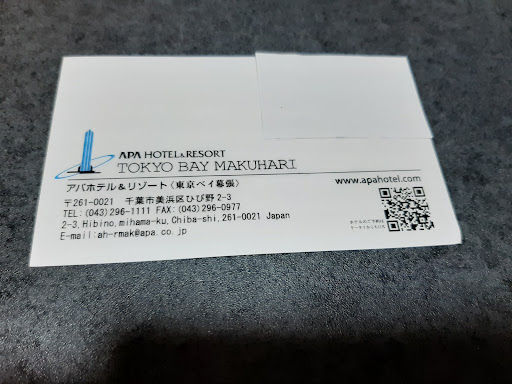 APA HOTEL&RESORT
TOKYO BAY MAKUHARI
アパホテル&リゾート〈東京ベイ幕張〉
〒261-0021 千葉市美浜区ひび野2-3
TEL:(043)296-1111 FAX:(043)296-0977
2-3,Hibino,mihama-ku,Chiba-shi,261-0021 Japan
E-mail:ah-rmak@apa.co.jp
www.apahotel.com